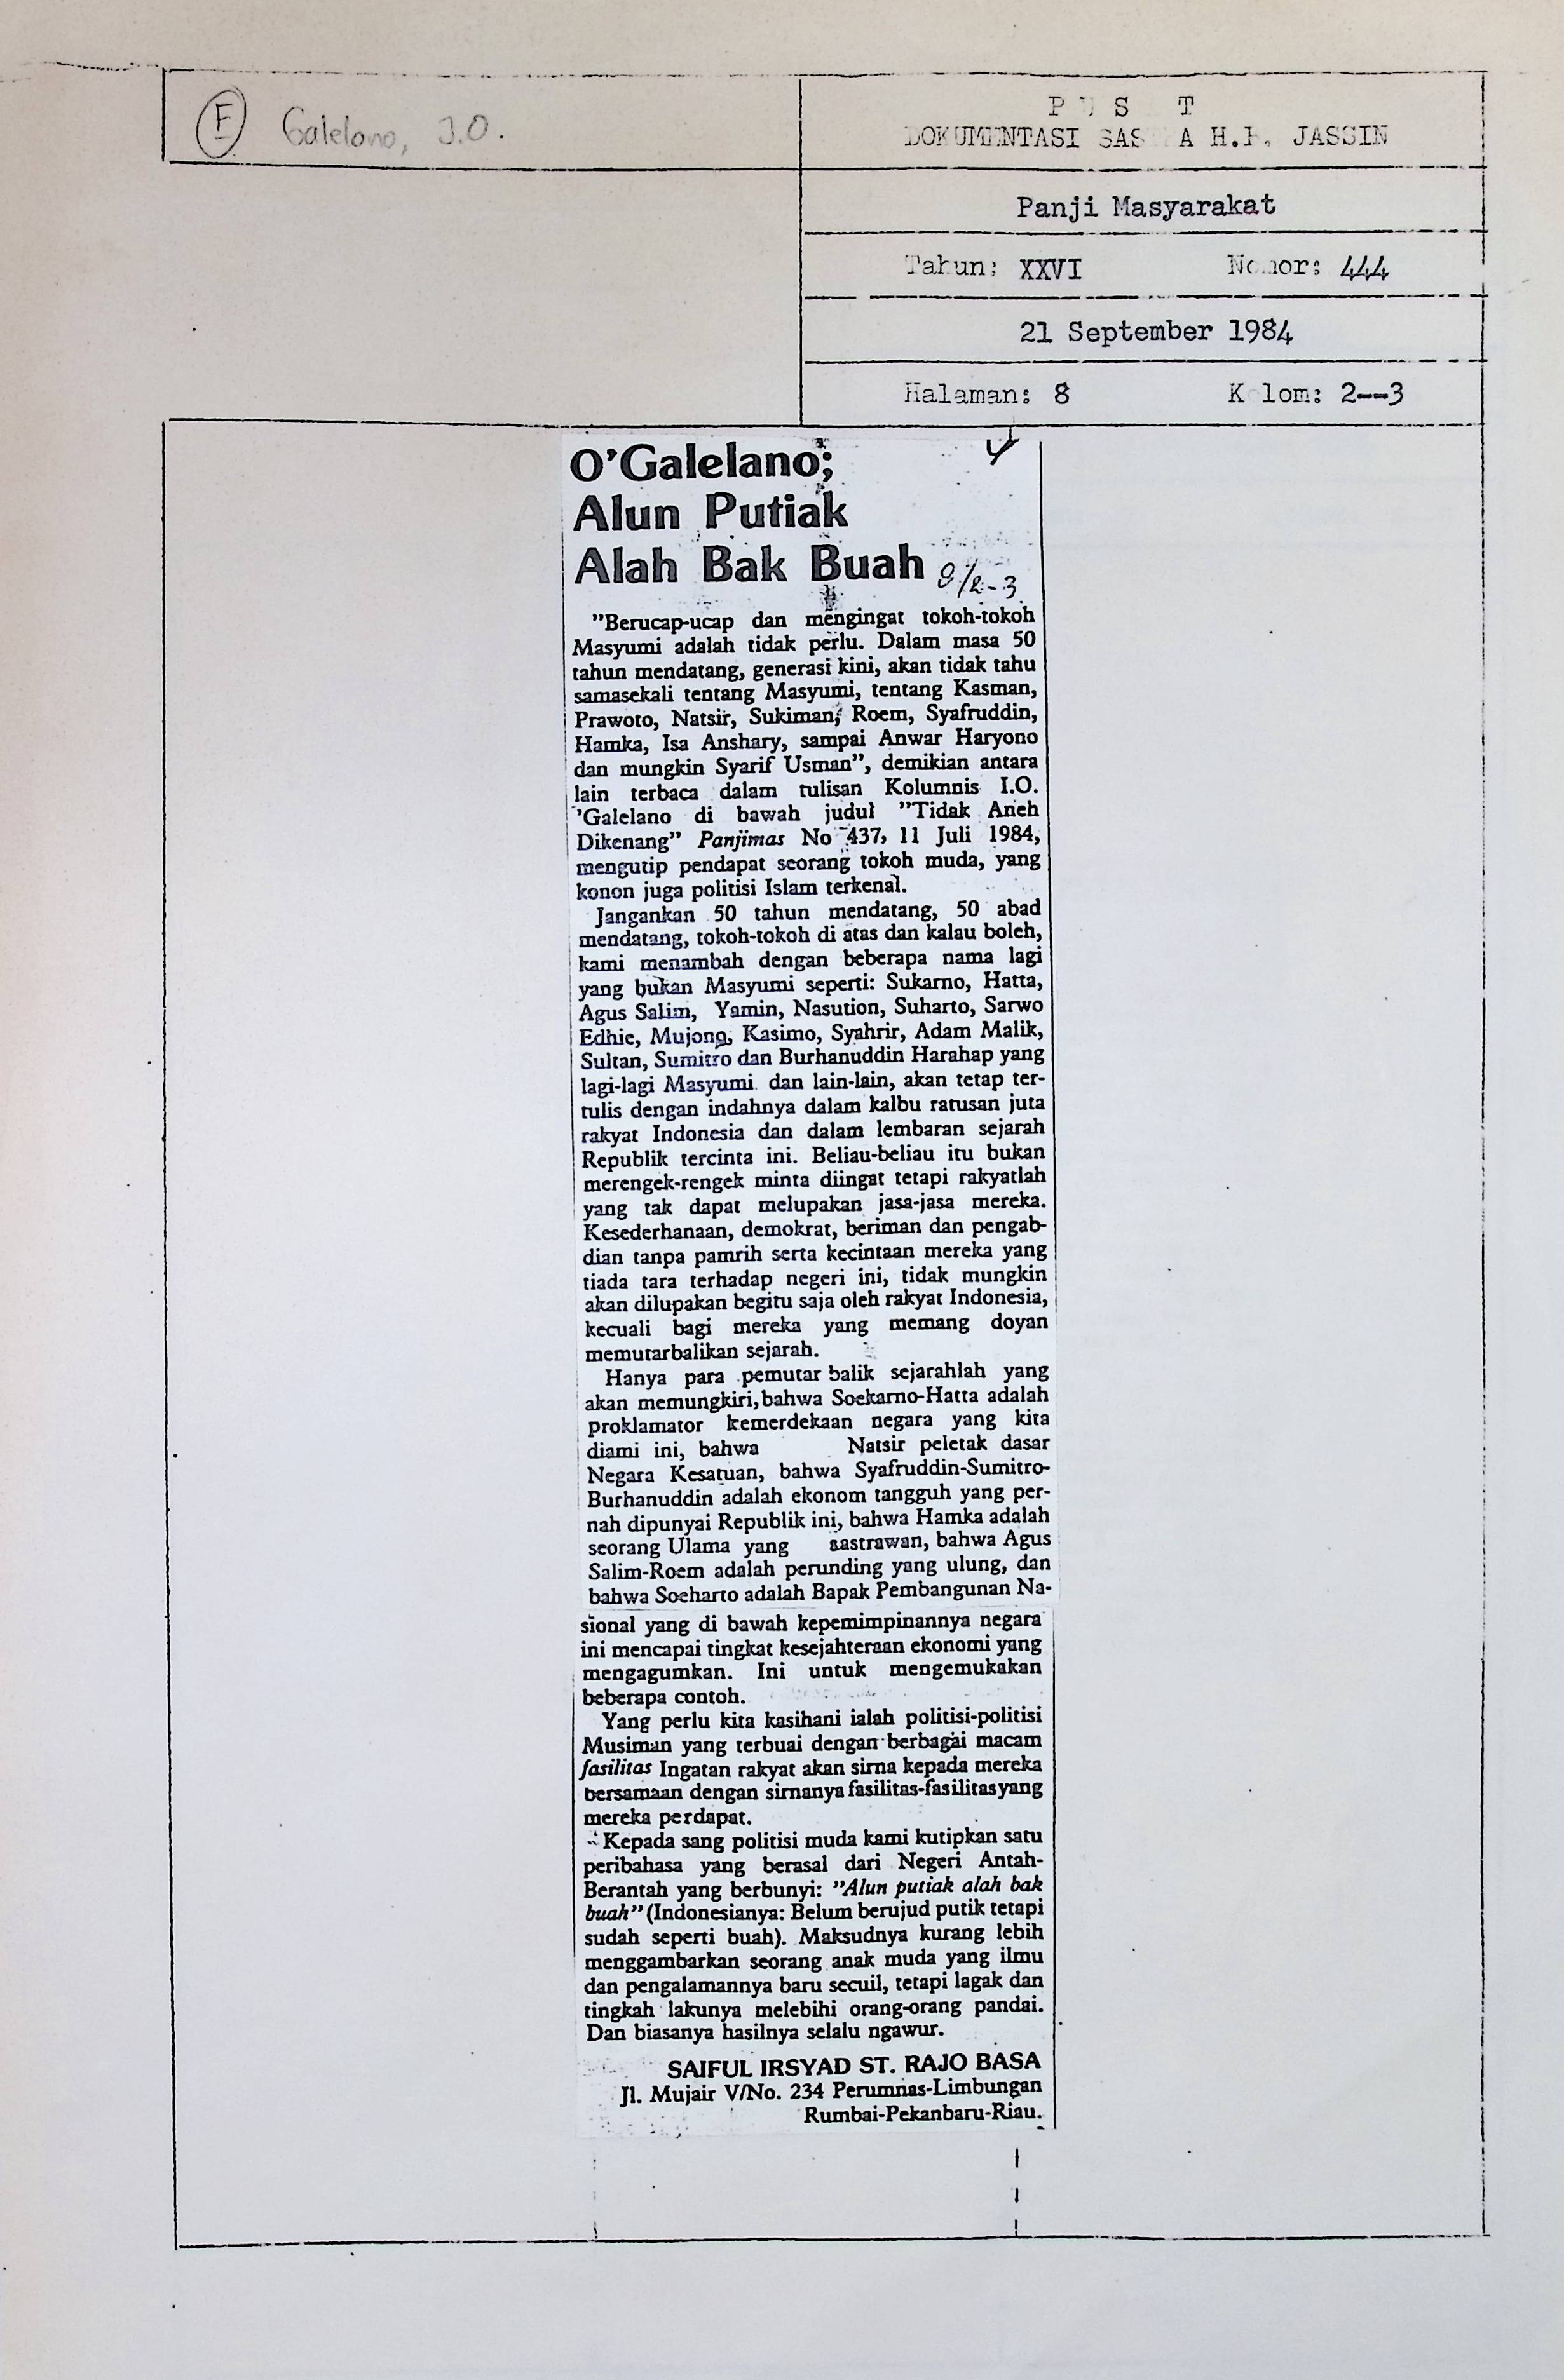 F Galelano, J.O.
P U S T
DOKUMENTASI SAS A H.B. JASSIN
Panji Masyarakat
Tahun: XXVI Nomor: 444
21 September 1984
Halaman: 8 Kolom: 2--3
O'Galelano;
Alun Putiak
Alah Bak Buah 8/2-3
"Berucap-ucap dan mengingat tokoh-tokoh
Masyumi adalah tidak perlu. Dalam masa 50
tahun mendatang, generasi kini, akan tidak tahu
samasekali tentang Masyumi, tentang Kasman,
Prawoto, Natsir, Sukiman, Roem, Syafruddin,
Hamka, Isa Anshary, sampai Anwar Haryono
dan mungkin Syarif Usman", demikian antara
lain terbaca dalam tulisan Kolumnis I.O.
'Galelano di bawah judul "Tidak Aneh
Dikenang" Panjimas No 437, 11 Juli 1984,
mengutip pendapat seorang tokoh muda, yang
konon juga politisi Islam terkenal.
Jangankan 50 tahun mendatang, 50 abad
mendatang, tokoh-tokoh di atas dan kalau boleh,
kami menambah dengan beberapa nama lagi
yang bukan Masyumi seperti: Sukarno, Hatta,
Agus Salim, Yamin, Nasution, Suharto, Sarwo
Edhie, Mujono, Kasimo, Syahrir, Adam Malik,
Sultan, Sumitro dan Burhanuddin Harahap yang
lagi-lagi Masyumi dan lain-lain, akan tetap ter-
tulis dengan indahnya dalam kalbu ratusan juta
rakyat Indonesia dan dalam lembaran sejarah
Republik tercinta ini. Beliau-beliau itu bukan
merengek-rengek minta diingat tetapi rakyatlah
yang tak dapat melupakan jasa-jasa mereka.
Kesederhanaan, demokrat, beriman dan pengab-
dian tanpa pamrih serta kecintaan mereka yang
tiada tara terhadap negeri ini, tidak mungkin
akan dilupakan begitu saja oleh rakyat Indonesia,
kecuali bagi mereka yang memang doyan
memutarbalikan sejarah.
Hanya para pemutar balik sejarahlah yang
akan memungkiri, bahwa Soekarno-Hatta adalah
proklamator kemerdekaan negara yang kita
diami ini, bahwa Natsir peletak dasar
Negara Kesatuan, bahwa Syafruddin-Sumitro-
Burhanuddin adalah ekonom tangguh yang per-
nah dipunyai Republik ini, bahwa Hamka adalah
seorang Ulama yang sastrawan, bahwa Agus
Salim-Roem adalah perunding yang ulung, dan
bahwa Soeharto adalah Bapak Pembangunan Na-
sional yang di bawah kepemimpinannya negara
ini mencapai tingkat kesejahteraan ekonomi yang
mengagumkan. Ini untuk mengemukakan
beberapa contoh.
Yang perlu kita kasihani ialah politisi-politisi
Musiman yang terbuai dengan berbagai macam
fasilitas Ingatan rakyat akan sirna kepada mereka
bersamaan dengan sirnanya fasilitas-fasilitas yang
mereka perdapat.
Kepada sang politisi muda kami kutipkan satu
peribahasa yang berasal dari Negeri Antah-
Berantah yang berbunyi: "Alun putiak alah bak
buah" (Indonesianya: Belum berujud putik tetapi
sudah seperti buah). Maksudnya kurang lebih
menggambarkan seorang anak muda yang ilmu
dan pengalamannya baru secuil, tetapi lagak dan
tingkah lakunya melebihi orang-orang pandai.
Dan biasanya hasilnya selalu ngawur.
SAIFUL IRSYAD ST. RAJO BASA
Jl. Mujair V/No. 234 Perumnas-Limbungan
Rumbai-Pekanbaru-Riau.